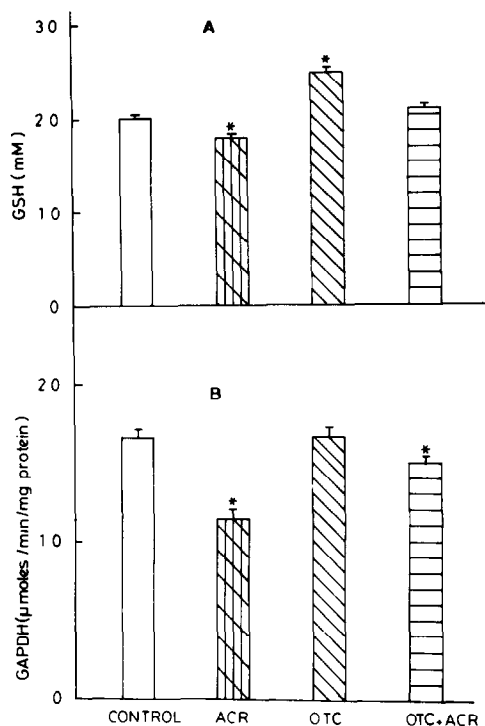 30
20
10
0
GSH (mM)
A
*
*
20
10
0
GAPDH (μmoles /min/mg protein)
B
*
*
CONTROL
ACR
OTC
OTC+ACR